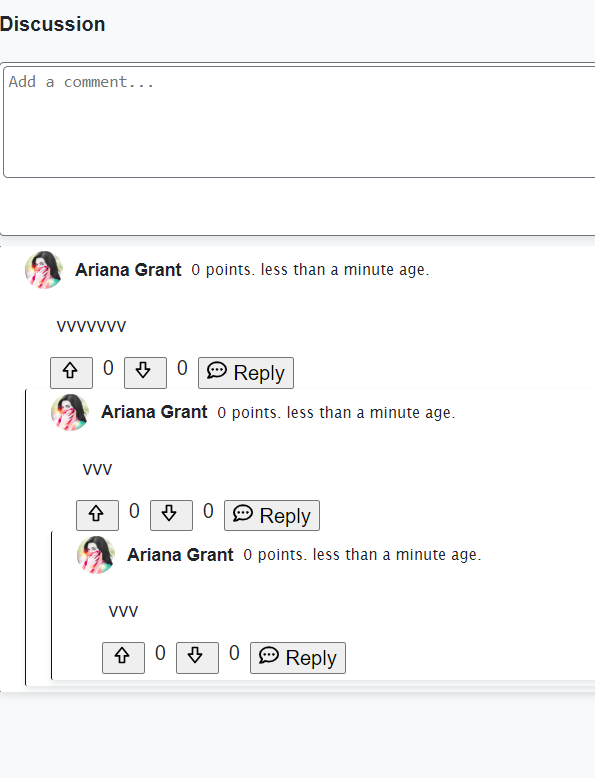 Discussion
Add a comment...
Ariana Grant 0 points. less than a minute age.
vvvvvvv
0 0 Reply
Ariana Grant 0 points. less than a minute age.
vvv
0 0 Reply
Ariana Grant 0 points. less than a minute age.
vvv
0 0 Reply